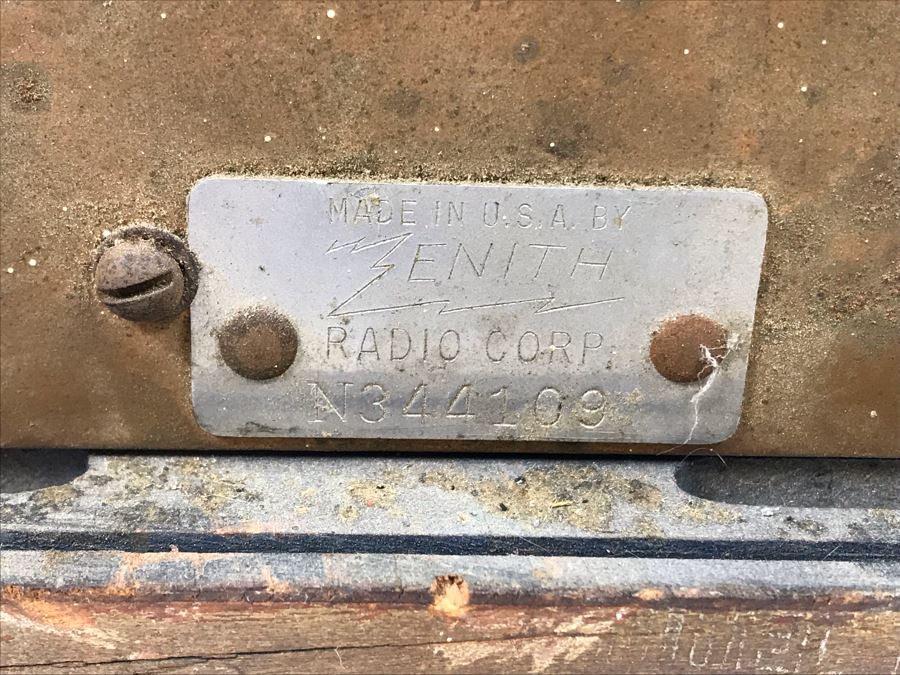 MADE IN U.S.A. BY
ZENITH
RADIO CORP.
N344109